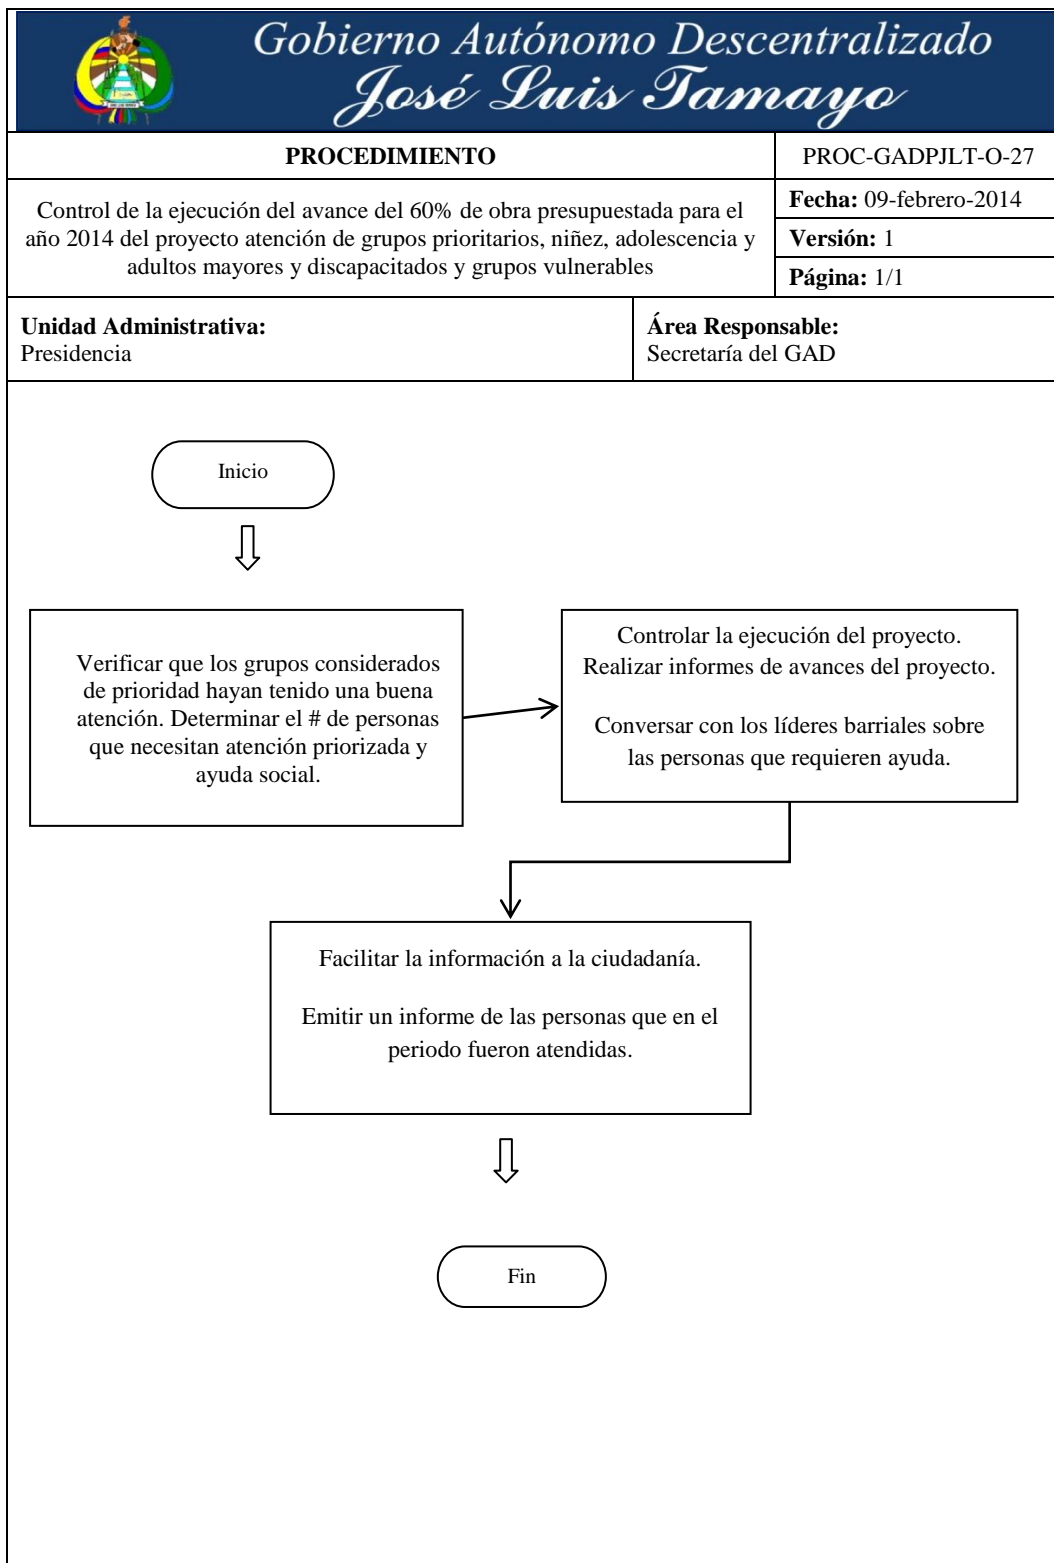 Gobierno Autónomo Descentralizado
José Luis Tamayo
PROCEDIMIENTO
PROC-GADPJLT-O-27
Control de la ejecución del avance del 60% de obra presupuestada para el
año 2014 del proyecto atención de grupos prioritarios, niñez, adolescencia y
adultos mayores y discapacitados y grupos vulnerables
Fecha: 09-febrero-2014
Versión: 1
Página: 1/1
Unidad Administrativa:
Presidencia
Área Responsable:
Secretaría del GAD
Inicio
Verificar que los grupos considerados
de prioridad hayan tenido una buena
atención. Determinar el # de personas
que necesitan atención priorizada y
ayuda social.
Controlar la ejecución del proyecto.
Realizar informes de avances del proyecto.
Conversar con los líderes barriales sobre
las personas que requieren ayuda.
Facilitar la información a la ciudadanía.
Emitir un informe de las personas que en el
periodo fueron atendidas.
Fin